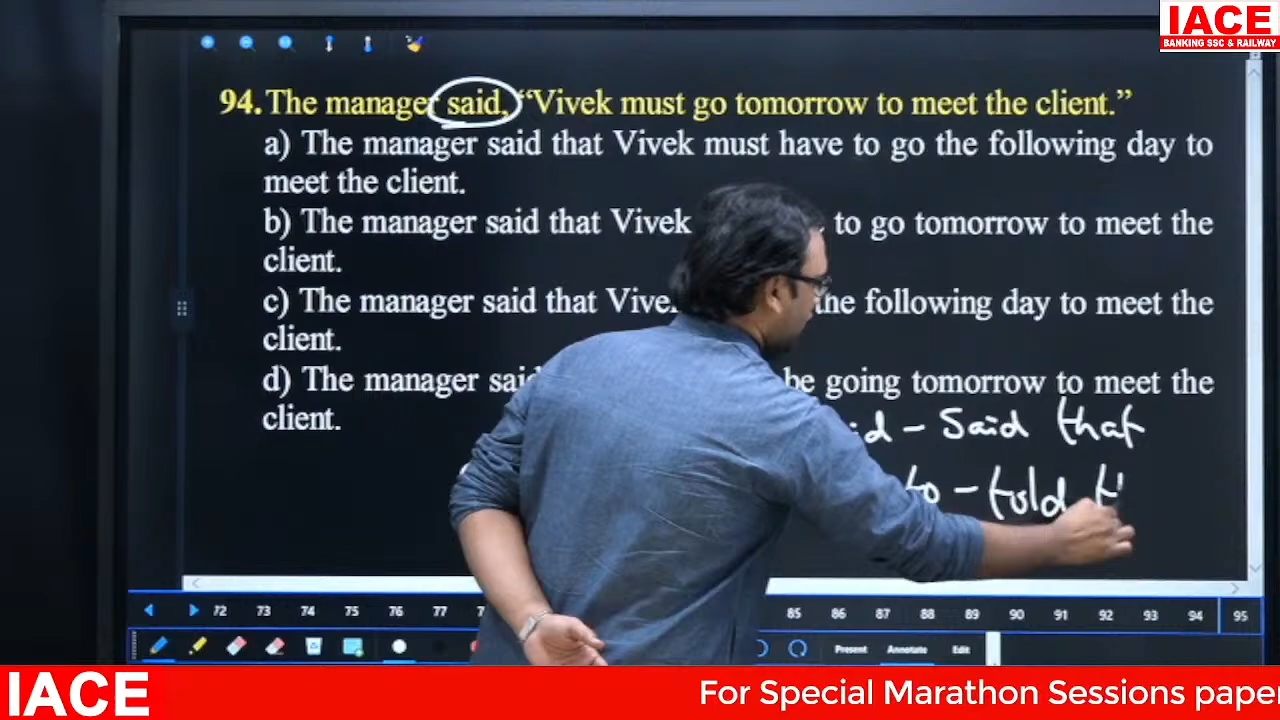 IACE
BANKING SSC & RAILWAY
94. The manager said, “Vivek must go tomorrow to meet the client.”
a) The manager said that Vivek must have to go the following day to
meet the client.
b) The manager said that Vivek to go tomorrow to meet the
client.
c) The manager said that the following day to meet the
client.
d) The manager be going tomorrow to meet the
client.
- Said that
to - told
72 73 74 75 76 77 85 86 87 88 89 90 91 92 93 94 95
Present Annotate Edit
IACE
For Special Marathon Sessions